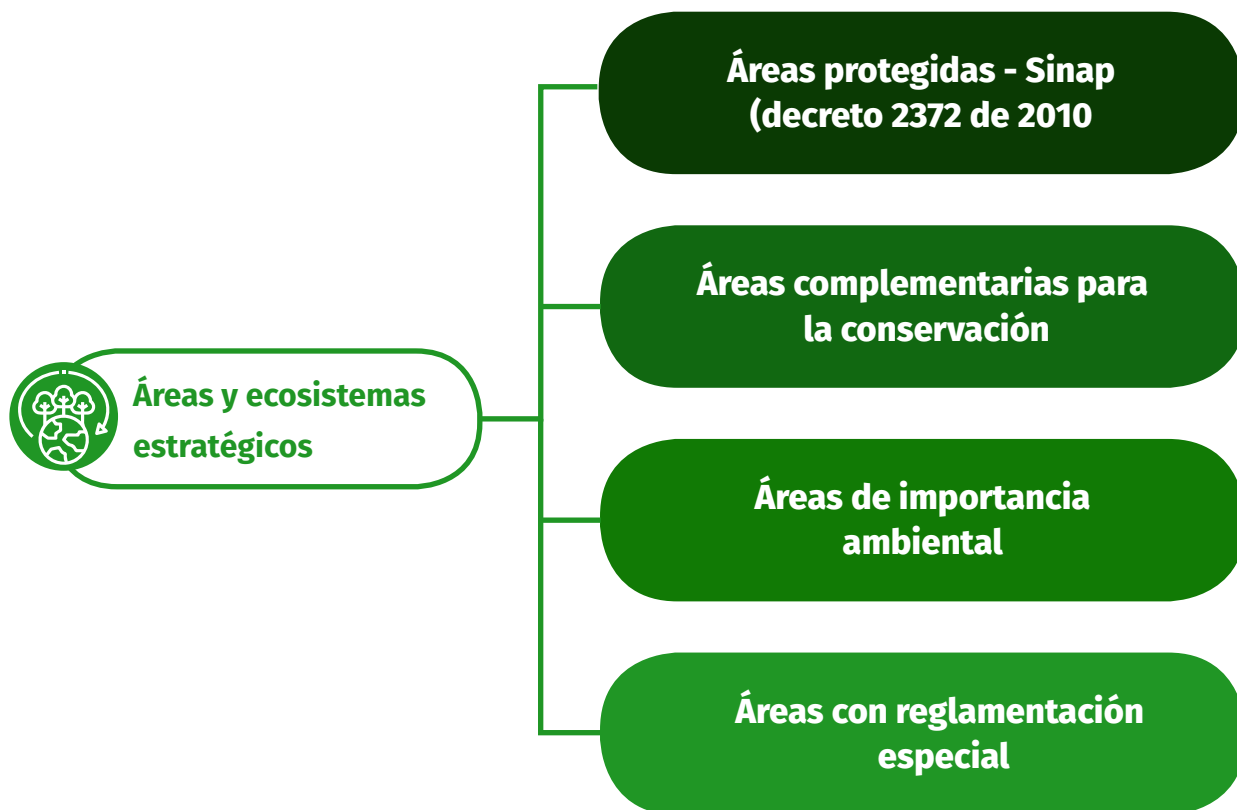 Áreas protegidas - Sinap
(decreto 2372 de 2010
Áreas complementarias para
la conservación
Áreas y ecosistemas
estratégicos
Áreas de importancia
ambiental
Áreas con reglamentación
especial